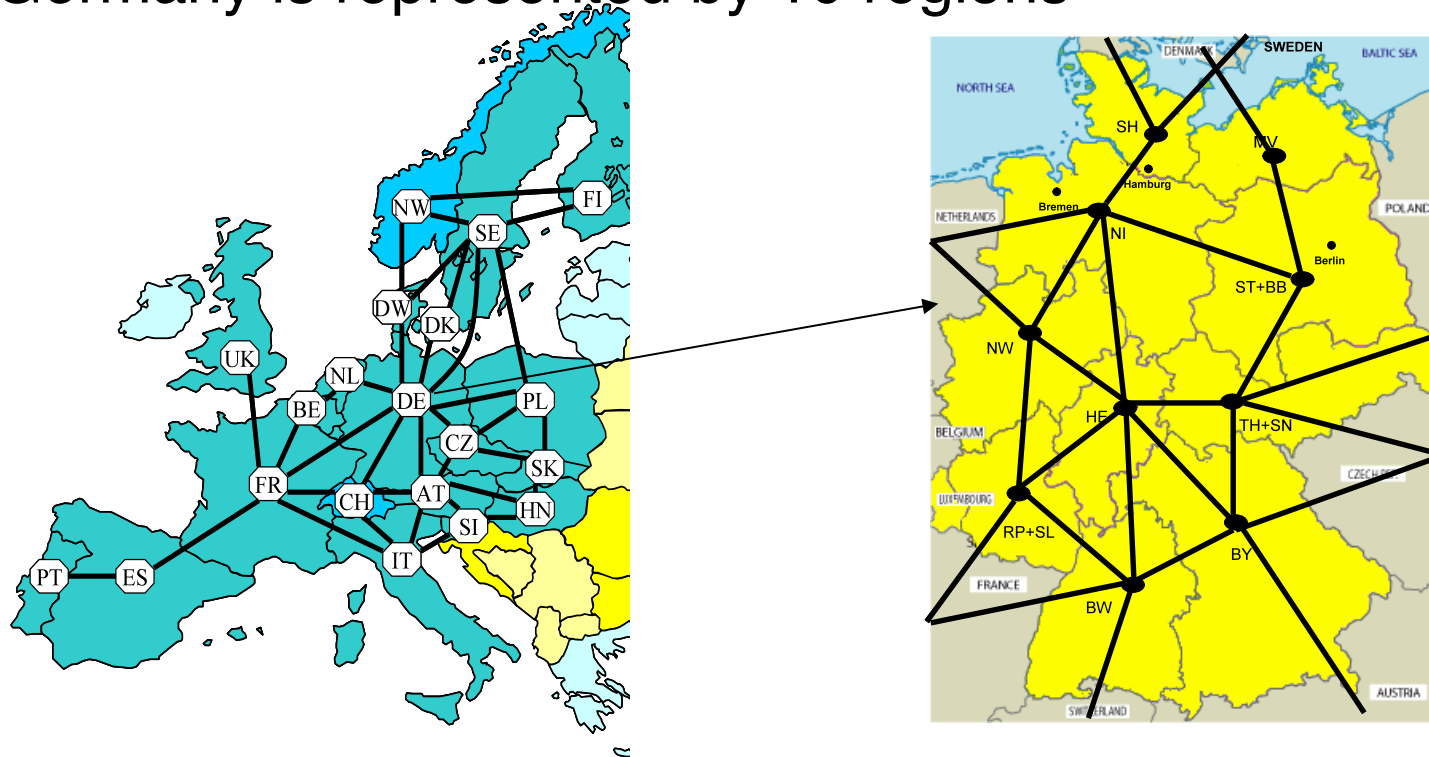 Germany is represented by 10 regions
NW
FI
SE
DW
DK
UK
NL
DE
BE
PL
CZ
SK
FR
CH
AT
HN
SI
IT
PT
ES
DENMARK
SWEDEN
BALTIC SEA
NORTH SEA
SH
MV
Hamburg
Bremen
NETHERLANDS
POLAND
NI
Berlin
ST+BB
NW
HE
TH+SN
BELGIUM
CZECH REP.
LUXEMBOURG
RP+SL
BY
FRANCE
BW
AUSTRIA
SWITZERLAND